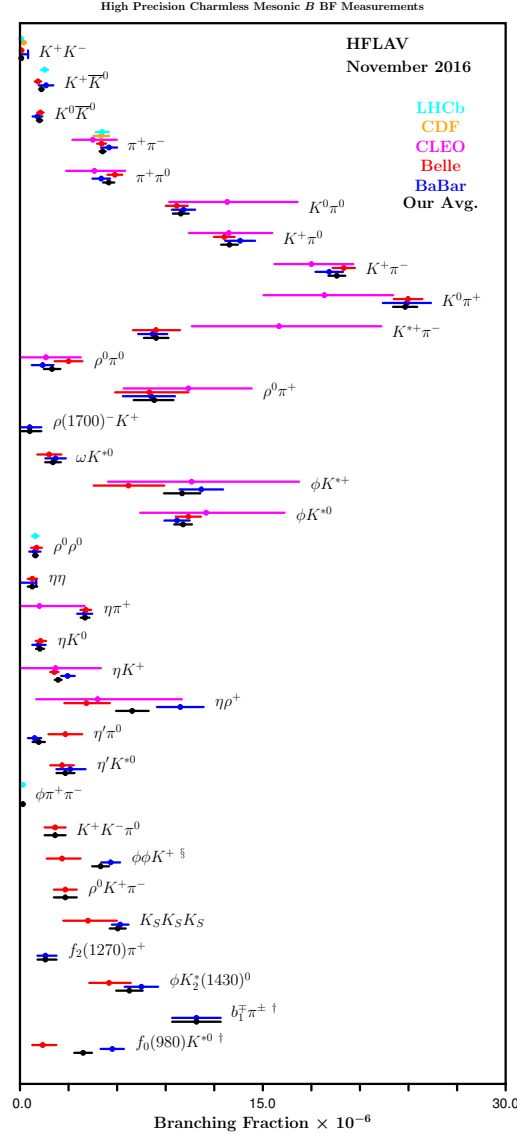 High Precision Charmless Mesonic B BF Measurements
HFLAV
November 2016
LHCb
CDF
CLEO
Belle
BaBar
Our Avg.
K⁺K⁻
K⁺K̅⁰
K⁰K̅⁰
π⁺π⁻
π⁺π⁰
K⁰π⁰
K⁺π⁰
K⁺π⁻
K⁰π⁺
K*⁺π⁻
ρ⁰π⁰
ρ⁰π⁺
ρ(1700)⁻K⁺
ωK*⁰
ϕK*⁺
ϕK*⁰
ρ⁰ρ⁰
ηη
ηπ⁺
ηK⁰
ηK⁺
ηρ⁺
η′π⁰
η′K*⁰
ϕπ⁺π⁻
K⁺K⁻π⁰
ϕϕK⁺ §
ρ⁰K⁺π⁻
K_SK_SK_S
f₂(1270)π⁺
ϕK₂*(1430)⁰
b₁∓π± †
f₀(980)K*⁰ †
0.0 15.0 30.0
Branching Fraction × 10⁻⁶